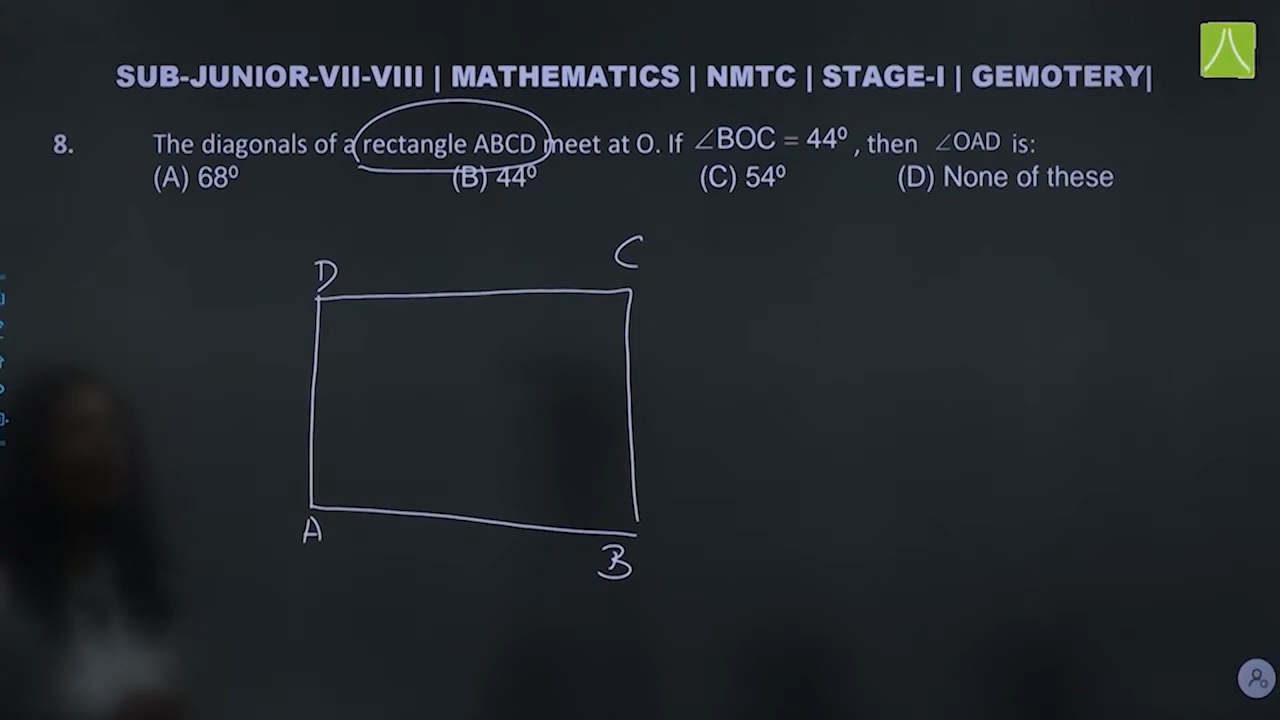 SUB-JUNIOR-VII-VIII | MATHEMATICS | NMTC | STAGE-I | GEMOTERY|
8. The diagonals of a rectangle ABCD meet at O. If ∠BOC = 44⁰, then ∠OAD is:
(A) 68⁰ (B) 44⁰ (C) 54⁰ (D) None of these
D C
A B